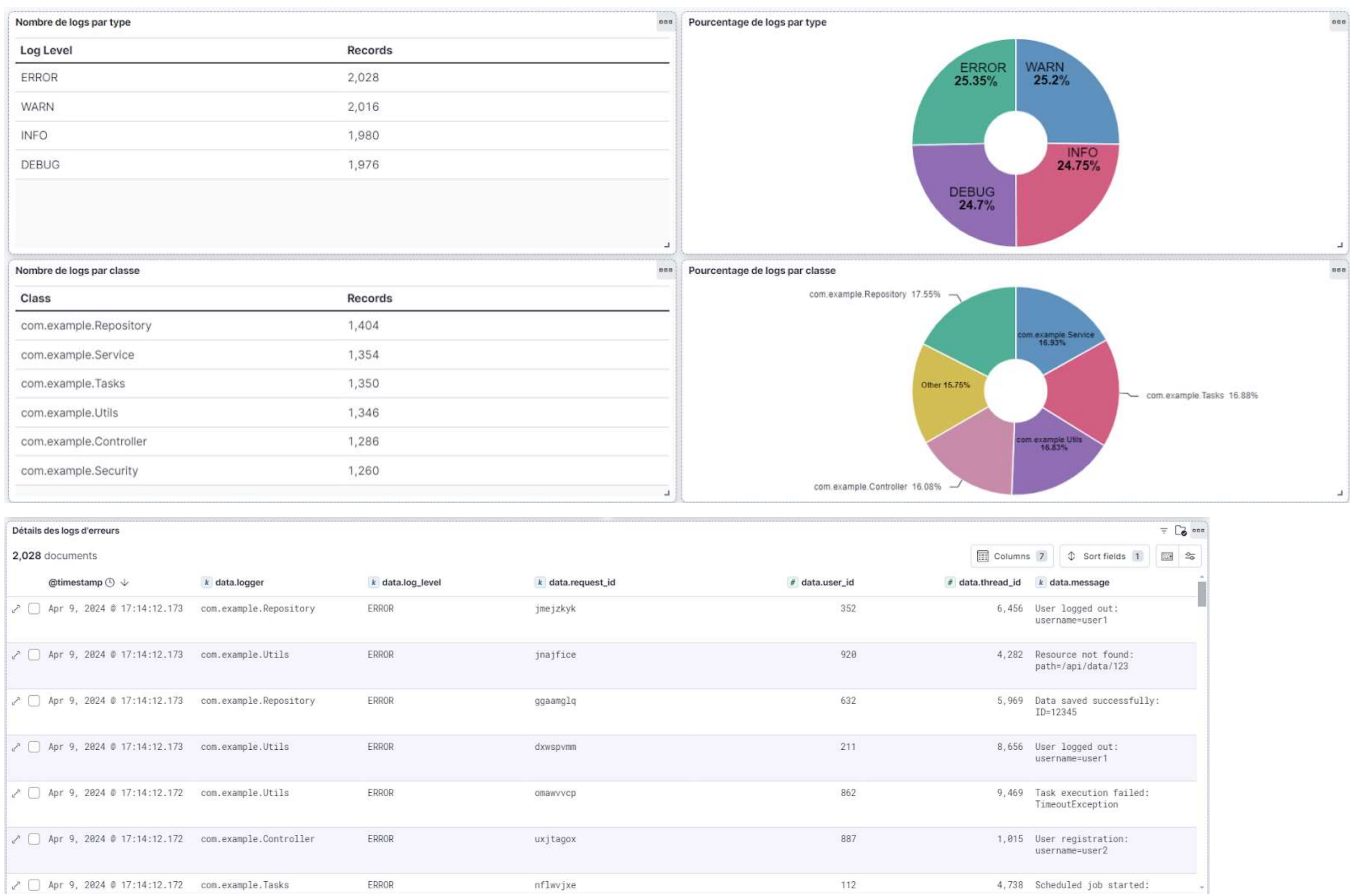 Nombre de logs par type
Log Level Records
ERROR 2,028
WARN 2,016
INFO 1,980
DEBUG 1,976
Pourcentage de logs par type
ERROR
25.35%
WARN
25.2%
INFO
24.75%
DEBUG
24.7%
Nombre de logs par classe
Class Records
com.example.Repository 1,404
com.example.Service 1,354
com.example.Tasks 1,350
com.example.Utils 1,346
com.example.Controller 1,286
com.example.Security 1,260
Pourcentage de logs par classe
com.example.Repository 17.55%
com.example.Service
16.93%
Other 15.75%
com.example.Tasks 16.88%
com.example.Utils
16.83%
com.example.Controller 16.08%
Détails des logs d'erreurs
2,028 documents
Columns 7 Sort fields 1
@timestamp k data.logger k data.log_level k data.request_id # data.user_id # data.thread_id k data.message
Apr 9, 2024 @ 17:14:12.173 com.example.Repository ERROR jmejzkyk 352 6,456 User logged out:
username=user1
Apr 9, 2024 @ 17:14:12.173 com.example.Utils ERROR jnajfice 920 4,282 Resource not found:
path=/api/data/123
Apr 9, 2024 @ 17:14:12.173 com.example.Repository ERROR ggaamglq 632 5,969 Data saved successfully:
ID=12345
Apr 9, 2024 @ 17:14:12.173 com.example.Utils ERROR dxwspvmm 211 8,656 User logged out:
username=user1
Apr 9, 2024 @ 17:14:12.172 com.example.Utils ERROR omawvvcp 862 9,469 Task execution failed:
TimeoutException
Apr 9, 2024 @ 17:14:12.172 com.example.Controller ERROR uxjtagox 887 1,015 User registration:
username=user2
Apr 9, 2024 @ 17:14:12.172 com.example.Tasks ERROR nflwvjxe 112 4,738 Scheduled job started: